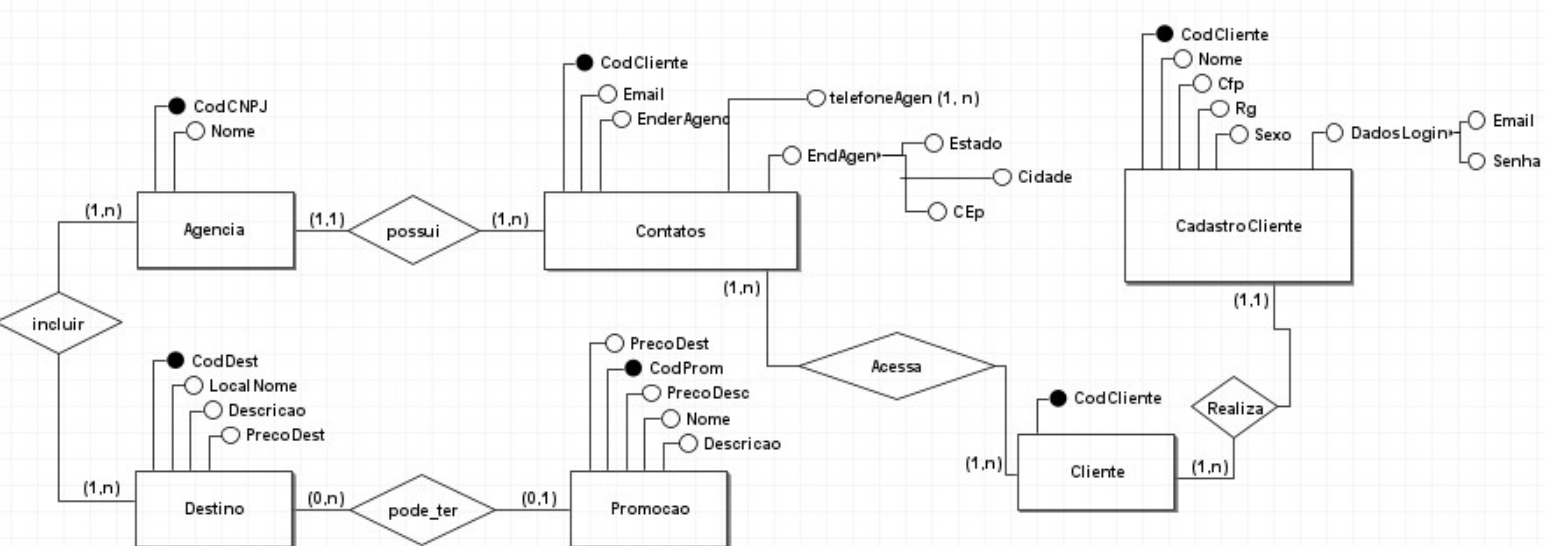 CodCNPJ
Nome
(1,n)
Agencia
(1,1)
possui
(1,n)
CodCliente
Email
EnderAgenc
telefoneAgen (1, n)
EndAgen
Estado
Cidade
CEp
Contatos
(1,n)
CodCliente
Nome
Cfp
Rg
Sexo
DadosLogin
Email
Senha
CadastroCliente
(1,1)
incluir
Acessa
Realiza
CodDest
LocalNome
Descricao
PrecoDest
(1,n)
Destino
(0,n)
pode_ter
(0,1)
PrecoDest
CodProm
PrecoDesc
Nome
Descricao
Promocao
CodCliente
(1,n)
Cliente
(1,n)